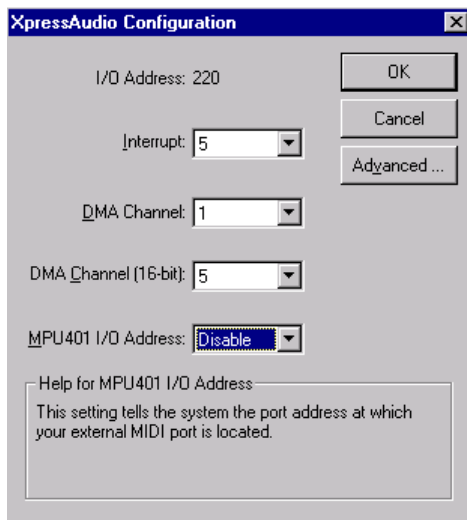 XpressAudio Configuration
I/O Address: 220
OK
Interrupt: 5
Cancel
Advanced ...
DMA Channel: 1
DMA Channel (16-bit): 5
MPU401 I/O Address: Disable
Help for MPU401 I/O Address
This setting tells the system the port address at which
your external MIDI port is located.